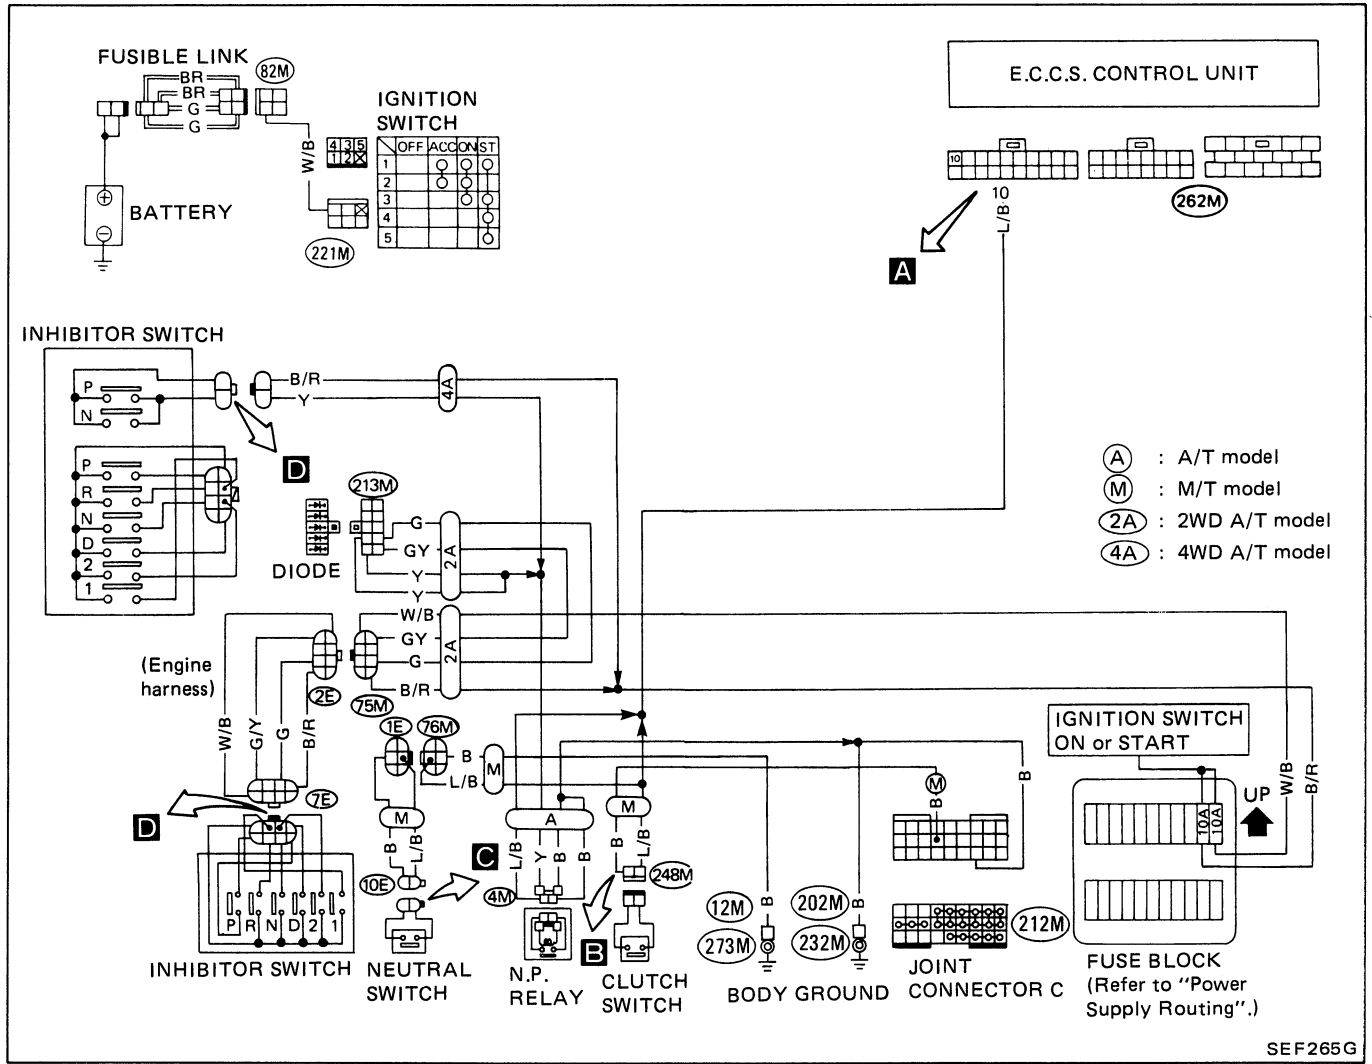 FUSIBLE LINK
BR
BR
G
G
82M
W/B
BATTERY
IGNITION
SWITCH
4 3 5
1 2
OFF ACC ON ST
1
2
3
4
5
221M
E.C.C.S. CONTROL UNIT
10
10
L/B
262M
A
INHIBITOR SWITCH
P
N
B/R
Y
4A
D
P
R
N
D
2
1
213M
DIODE
G
GY
Y
Y
2A
W/B
GY
G
B/R
2A
A : A/T model
M : M/T model
2A : 2WD A/T model
4A : 4WD A/T model
(Engine
harness)
2E
75M
W/B
G/Y
G
B/R
1E
76M
B
L/B
M
7E
D
M
B
L/B
10E
C
A
L/B
Y
B
B
4M
M
B
L/B
248M
B
M
B
B
IGNITION SWITCH
ON or START
W/B
B/R
10A
10A
UP
P R N D 2 1
INHIBITOR SWITCH
NEUTRAL
SWITCH
N.P.
RELAY
CLUTCH
SWITCH
12M
B
273M
202M
B
232M
BODY GROUND
212M
JOINT
CONNECTOR C
FUSE BLOCK
(Refer to "Power
Supply Routing".)
SEF265G